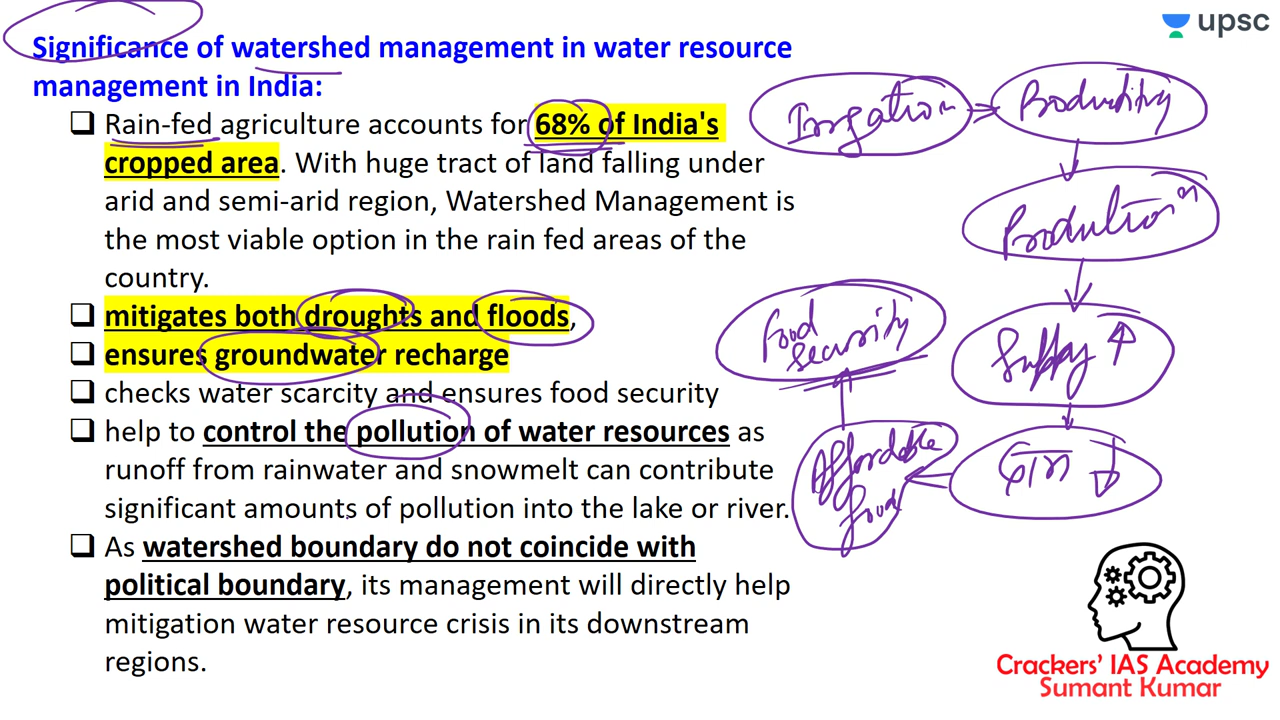 upsc
Significance of watershed management in water resource
management in India:
❑ Rain-fed agriculture accounts for 68% of India's
cropped area. With huge tract of land falling under
arid and semi-arid region, Watershed Management is
the most viable option in the rain fed areas of the
country.
❑ mitigates both droughts and floods,
❑ ensures groundwater recharge
❑ checks water scarcity and ensures food security
❑ help to control the pollution of water resources as
runoff from rainwater and snowmelt can contribute
significant amounts of pollution into the lake or river.
❑ As watershed boundary do not coincide with
political boundary, its management will directly help
mitigation water resource crisis in its downstream
regions.
Irrigation ⇒ Productivity
Production
Supply ↑
↓
Affordable
food
Food
security
Crackers' IAS Academy
Sumant Kumar